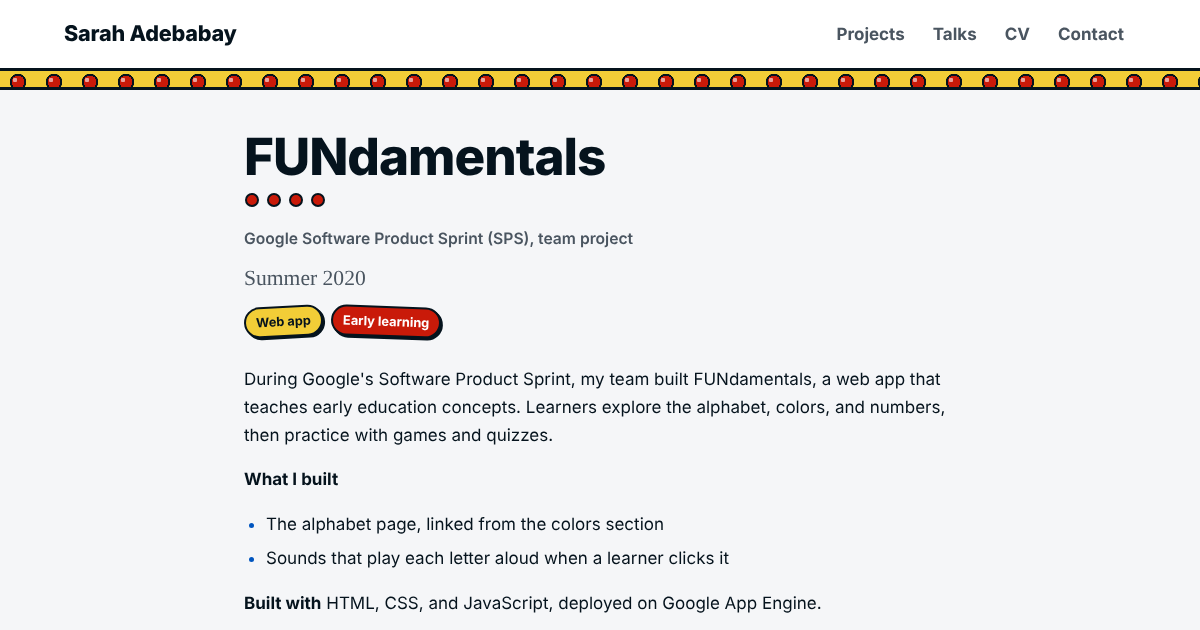 Sarah Adebabay
Projects Talks CV Contact
FUNdamentals
Google Software Product Sprint (SPS), team project
Summer 2020
Web app Early learning
During Google's Software Product Sprint, my team built FUNdamentals, a web app that
teaches early education concepts. Learners explore the alphabet, colors, and numbers,
then practice with games and quizzes.
What I built
The alphabet page, linked from the colors section
Sounds that play each letter aloud when a learner clicks it
Built with HTML, CSS, and JavaScript, deployed on Google App Engine.